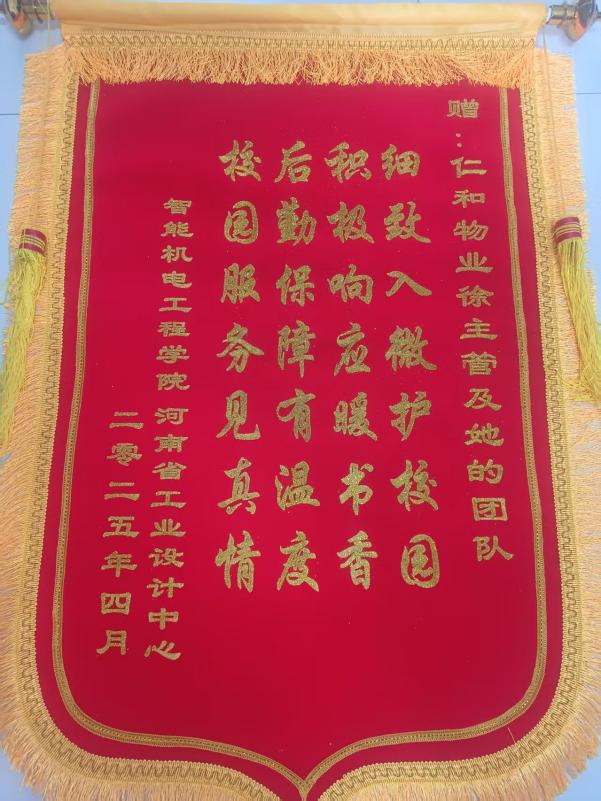 赠：仁和物业徐主管及她的团队
细致入微护校园
积极响应暖书香
后勤保障有温度
校园服务见真情
智能机电工程学院 河南省工业设计中心
二零二五年四月